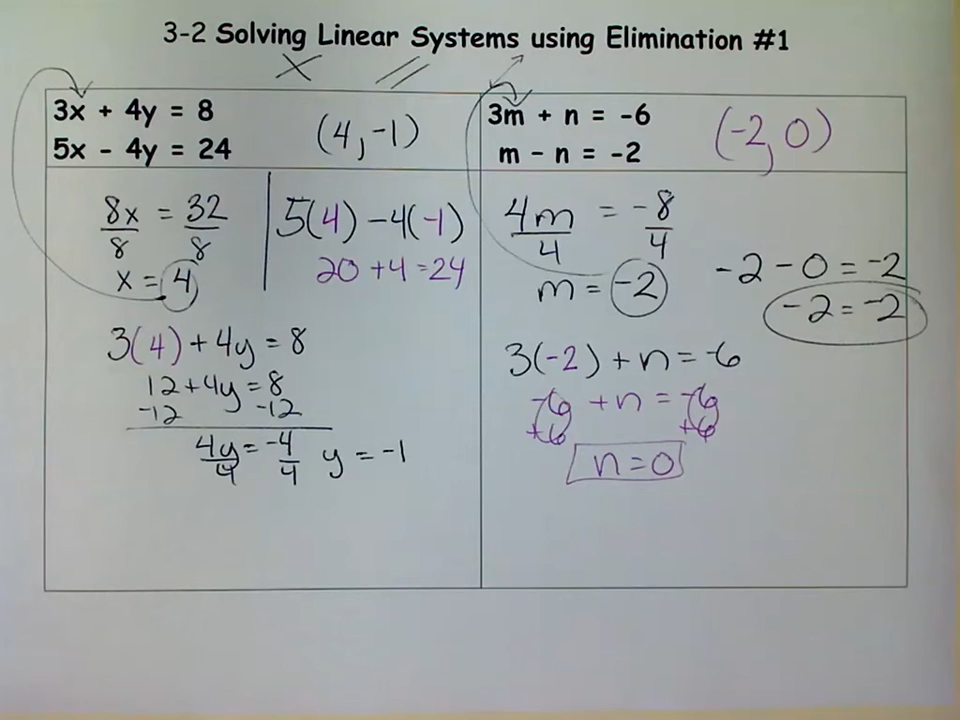 3-2 Solving Linear Systems using Elimination #1
3x + 4y = 8
5x - 4y = 24
(4, -1)
8x = 32
8 8
x = 4
5(4) -4(-1)
20 +4 =24
3(4) + 4y = 8
12 + 4y = 8
-12 -12
4y = -4
4 4
y = -1
3m + n = -6
m - n = -2
(-2, 0)
4m = -8
4 4
m = -2
-2 - 0 = -2
-2 = -2
3(-2) + n = -6
-6 + n = -6
+6 +6
n = 0